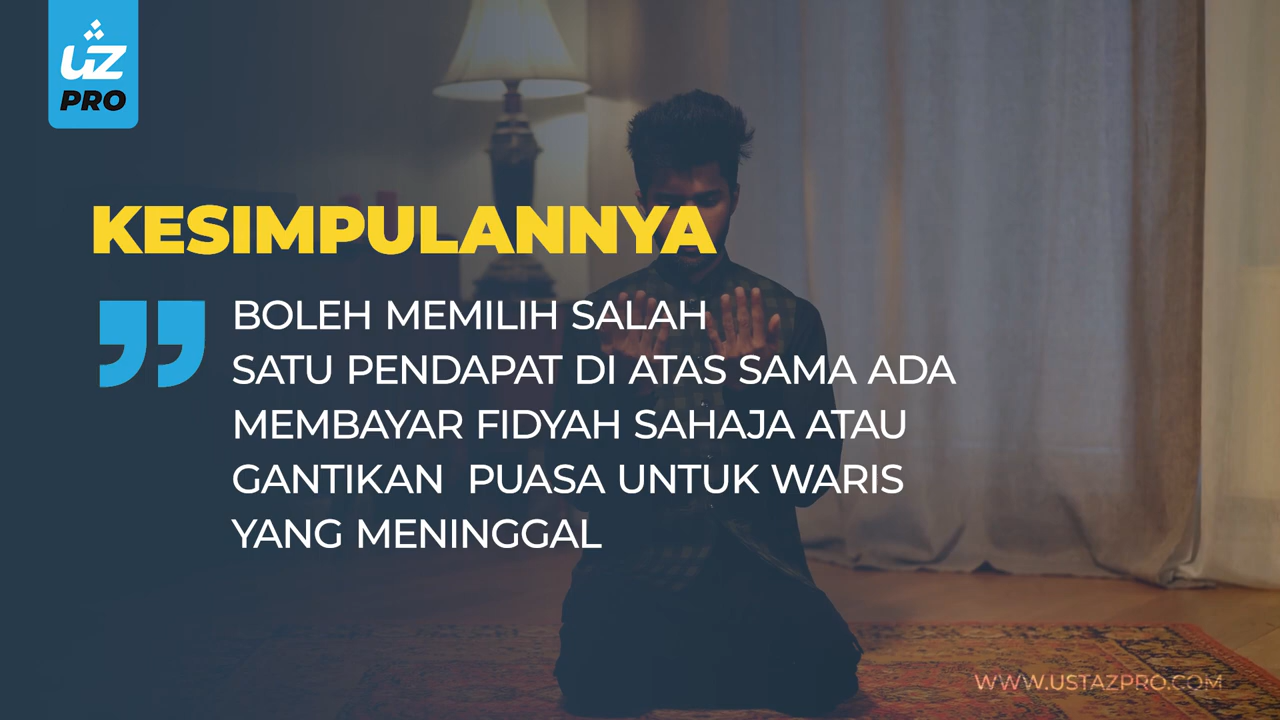 uz
PRO
KESIMPULANNYA
BOLEH MEMILIH SALAH
SATU PENDAPAT DI ATAS SAMA ADA
MEMBAYAR FIDYAH SAHAJA ATAU
GANTIKAN PUASA UNTUK WARIS
YANG MENINGGAL
WWW.USTAZPRO.COM